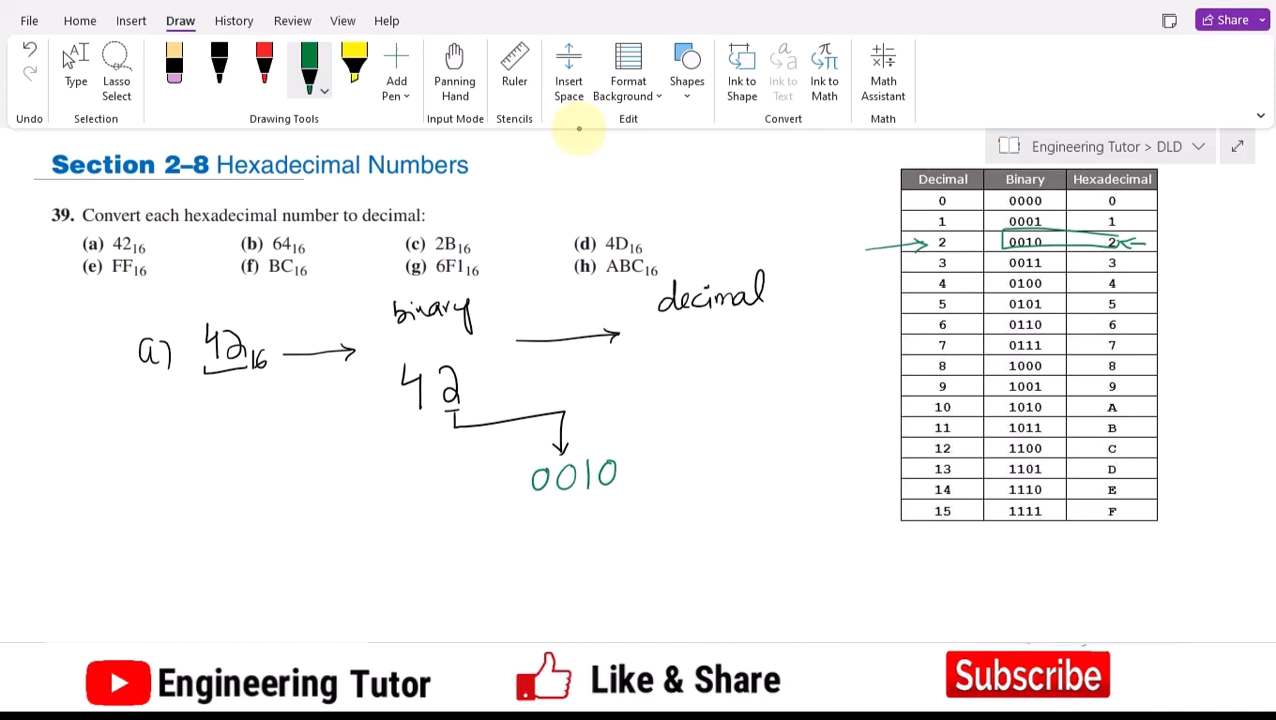 File Home Insert Draw History Review View Help Share
Undo
Type
Lasso Select
Selection
Drawing Tools
Add Pen
Panning Hand
Input Mode
Ruler
Stencils
Insert Space
Format Background
Shapes
Edit
Ink to Shape
Ink to Text
Ink to Math
Convert
Math Assistant
Math
Engineering Tutor > DLD
Section 2–8 Hexadecimal Numbers
39. Convert each hexadecimal number to decimal:
(a) 42₁₆ (b) 64₁₆ (c) 2B₁₆ (d) 4D₁₆
(e) FF₁₆ (f) BC₁₆ (g) 6F1₁₆ (h) ABC₁₆
binary decimal
a) 42₁₆
42
0010
Decimal Binary Hexadecimal
0 0000 0
1 0001 1
2 0010 2
3 0011 3
4 0100 4
5 0101 5
6 0110 6
7 0111 7
8 1000 8
9 1001 9
10 1010 A
11 1011 B
12 1100 C
13 1101 D
14 1110 E
15 1111 F
Engineering Tutor Like & Share Subscribe